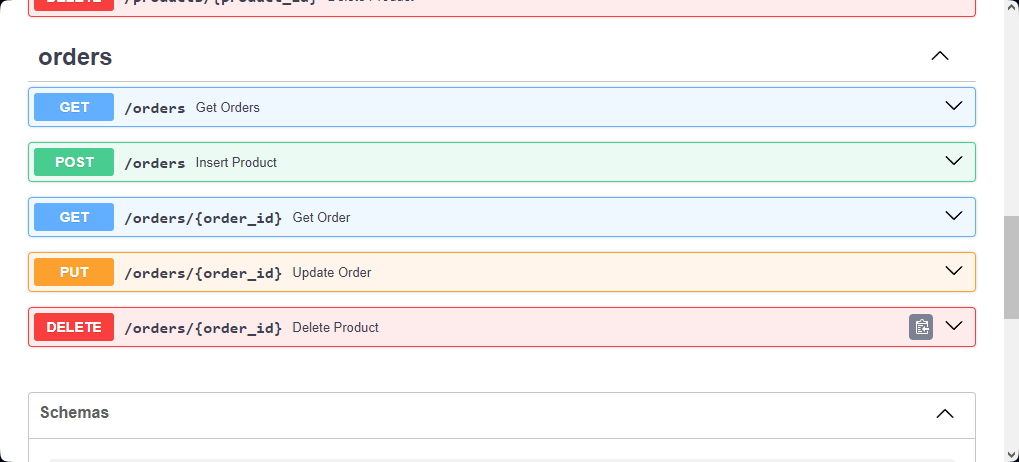 DELETE /products/{product_id} Delete Product
orders
GET /orders Get Orders
POST /orders Insert Product
GET /orders/{order_id} Get Order
PUT /orders/{order_id} Update Order
DELETE /orders/{order_id} Delete Product
Schemas